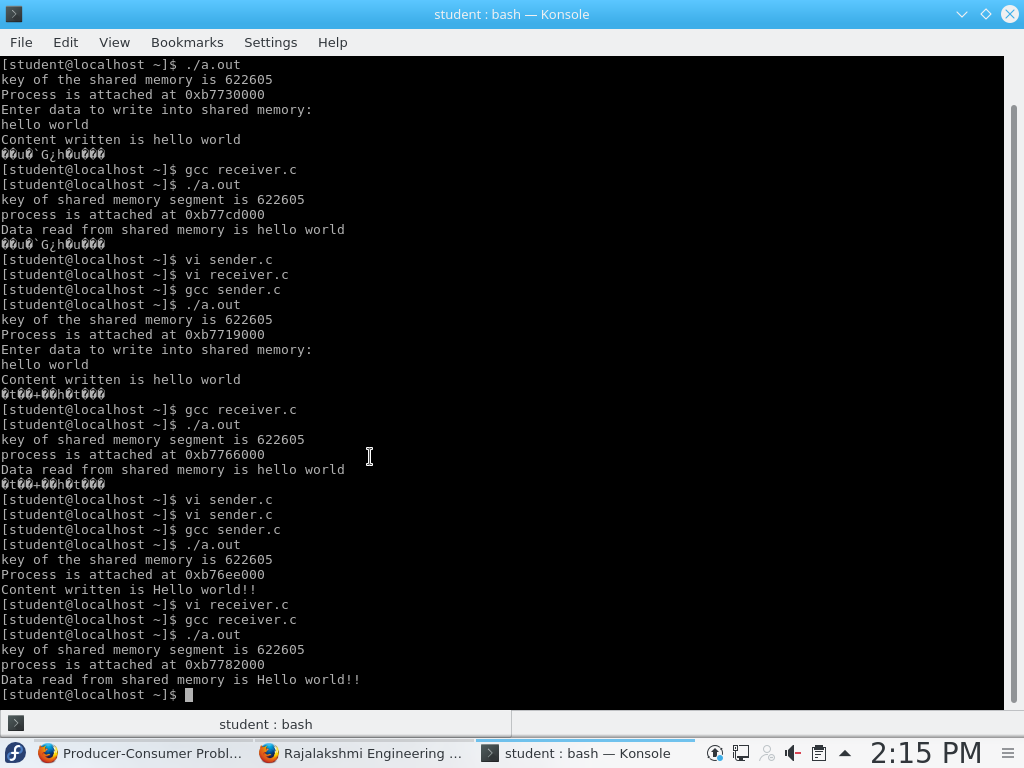 student : bash — Konsole
File Edit View Bookmarks Settings Help
[student@localhost ~]$ ./a.out
key of the shared memory is 622605
Process is attached at 0xb7730000
Enter data to write into shared memory:
hello world
Content written is hello world
��u�`G¿h�u���
[student@localhost ~]$ gcc receiver.c
[student@localhost ~]$ ./a.out
key of shared memory segment is 622605
process is attached at 0xb77cd000
Data read from shared memory is hello world
��u�`G¿h�u���
[student@localhost ~]$ vi sender.c
[student@localhost ~]$ vi receiver.c
[student@localhost ~]$ gcc sender.c
[student@localhost ~]$ ./a.out
key of the shared memory is 622605
Process is attached at 0xb7719000
Enter data to write into shared memory:
hello world
Content written is hello world
�t��+��h�t���
[student@localhost ~]$ gcc receiver.c
[student@localhost ~]$ ./a.out
key of shared memory segment is 622605
process is attached at 0xb7766000
Data read from shared memory is hello world
�t��+��h�t���
[student@localhost ~]$ vi sender.c
[student@localhost ~]$ vi sender.c
[student@localhost ~]$ gcc sender.c
[student@localhost ~]$ ./a.out
key of the shared memory is 622605
Process is attached at 0xb76ee000
Content written is Hello world!!
[student@localhost ~]$ vi receiver.c
[student@localhost ~]$ gcc receiver.c
[student@localhost ~]$ ./a.out
key of shared memory segment is 622605
process is attached at 0xb7782000
Data read from shared memory is Hello world!!
[student@localhost ~]$
student : bash
Producer-Consumer Probl... Rajalakshmi Engineering ... student : bash — Konsole 2:15 PM